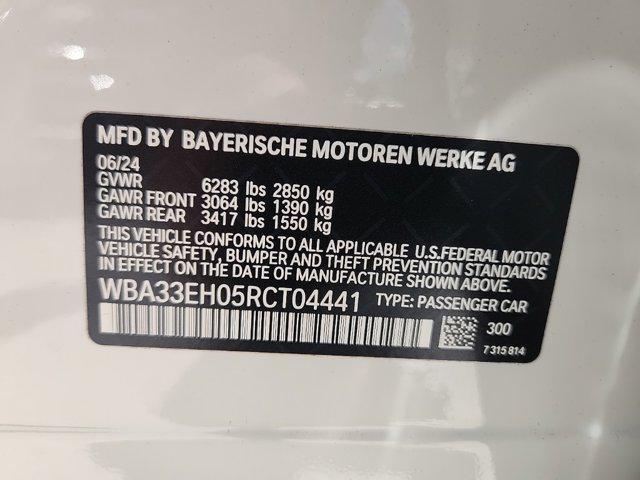 MFD BY BAYERISCHE MOTOREN WERKE AG
06/24
GVWR 6283 lbs 2850 kg
GAWR FRONT 3064 lbs 1390 kg
GAWR REAR 3417 lbs 1550 kg
THIS VEHICLE CONFORMS TO ALL APPLICABLE U.S.FEDERAL MOTOR
VEHICLE SAFETY, BUMPER AND THEFT PREVENTION STANDARDS
IN EFFECT ON THE DATE OF MANUFACTURE SHOWN ABOVE.
WBA33EH05RCT04441 TYPE: PASSENGER CAR
300
7 315 814